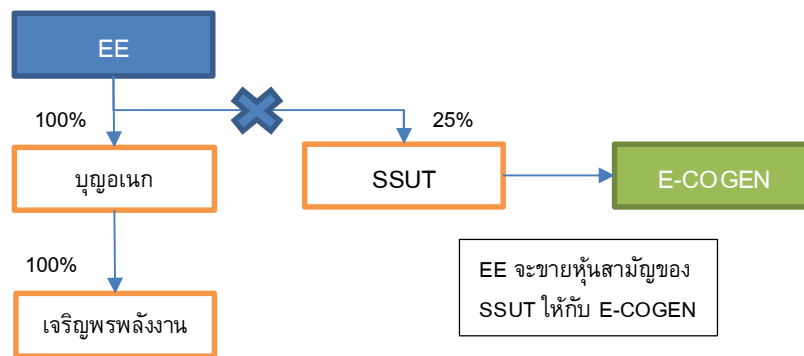 EE
100%
25%
บุญอเนก
SSUT
E-COGEN
100%
EE จะขายหุ้นสามัญของ
SSUT ให้กับ E-COGEN
เจริญพรพลังงาน